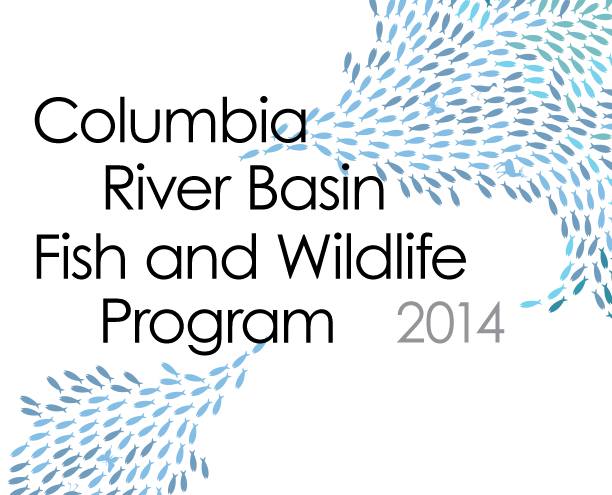 Columbia
River Basin
Fish and Wildlife
Program 2014